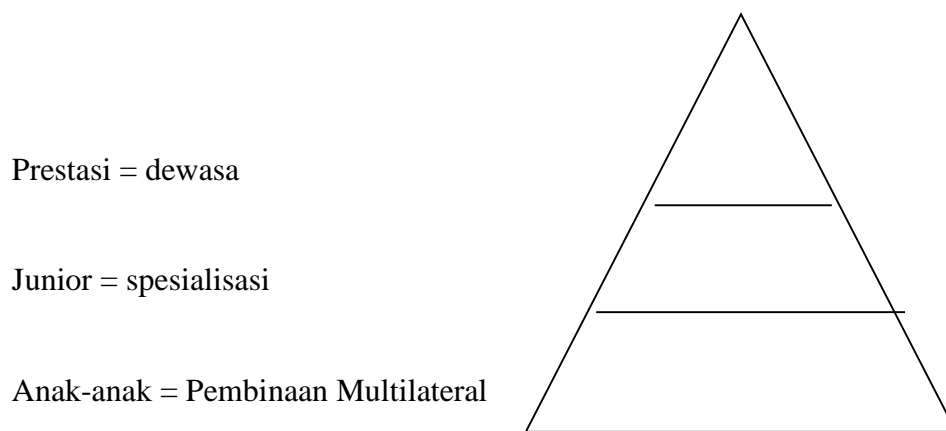 Prestasi = dewasa
Junior = spesialisasi
Anak-anak = Pembinaan Multilateral